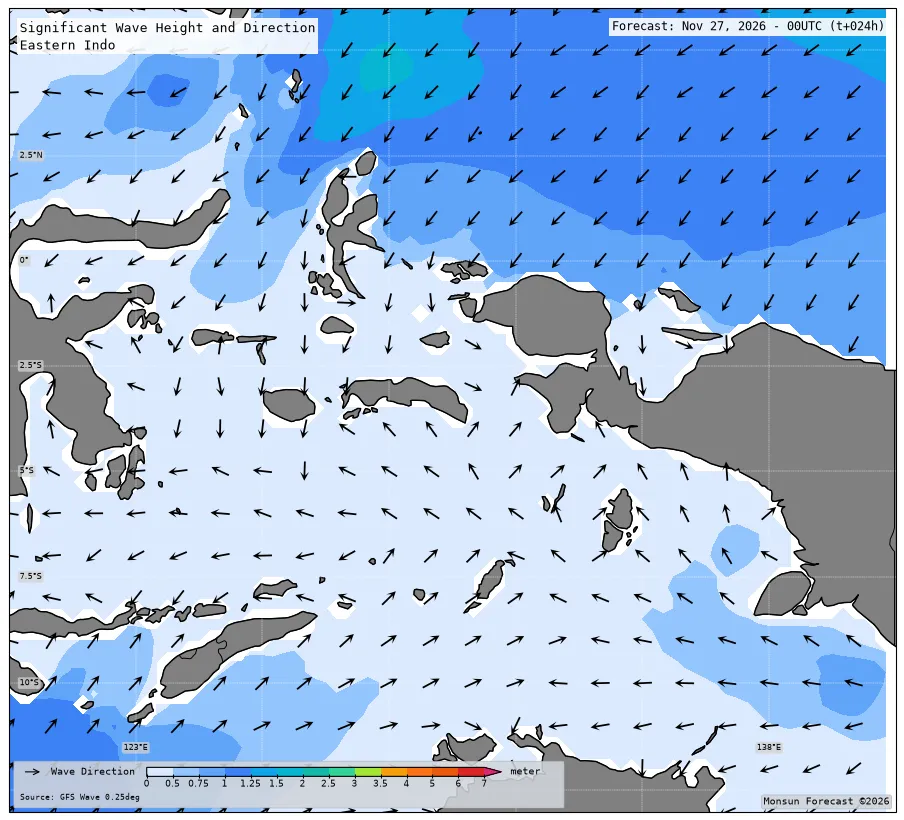 Significant Wave Height and Direction
Eastern Indo
Forecast: Nov 27, 2026 - 00UTC (t+024h)
2.5°N
0°
2.5°S
5°S
7.5°S
10°S
123°E
138°E
Wave Direction
meter
0 0.5 0.75 1 1.25 1.5 2 2.5 3 3.5 4 5 6 7
Source: GFS Wave 0.25deg
Monsun Forecast ©2026